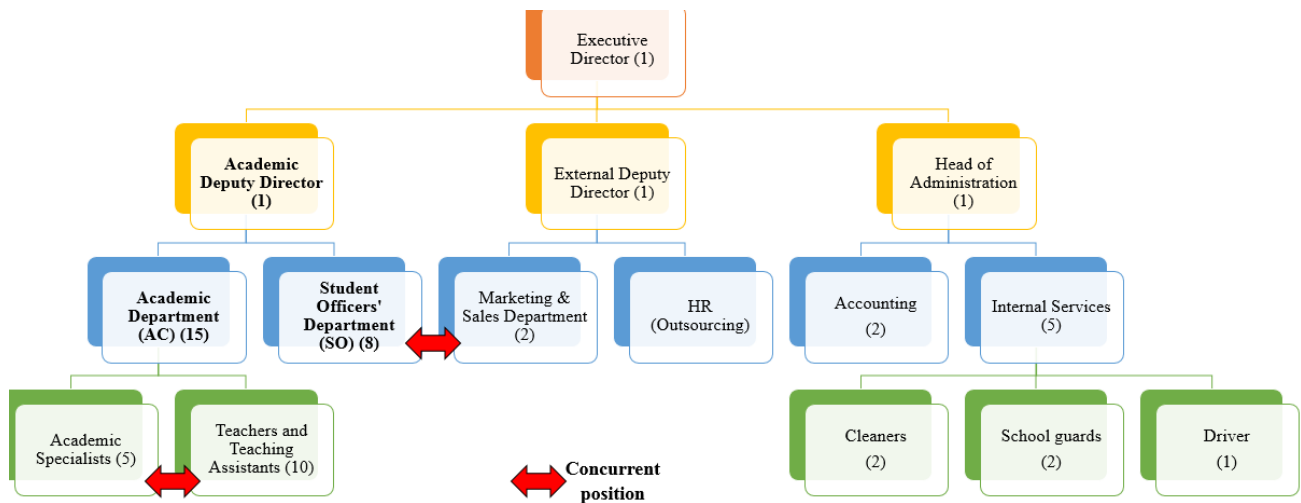 Executive
Director (1)
Academic
Deputy Director
(1)
External Deputy
Director (1)
Head of
Administration
(1)
Academic
Department
(AC) (15)
Student
Officers'
Department
(SO) (8)
Marketing &
Sales Department
(2)
HR
(Outsourcing)
Accounting
(2)
Internal Services
(5)
Academic
Specialists (5)
Teachers and
Teaching
Assistants (10)
Cleaners
(2)
School guards
(2)
Driver
(1)
Concurrent
position